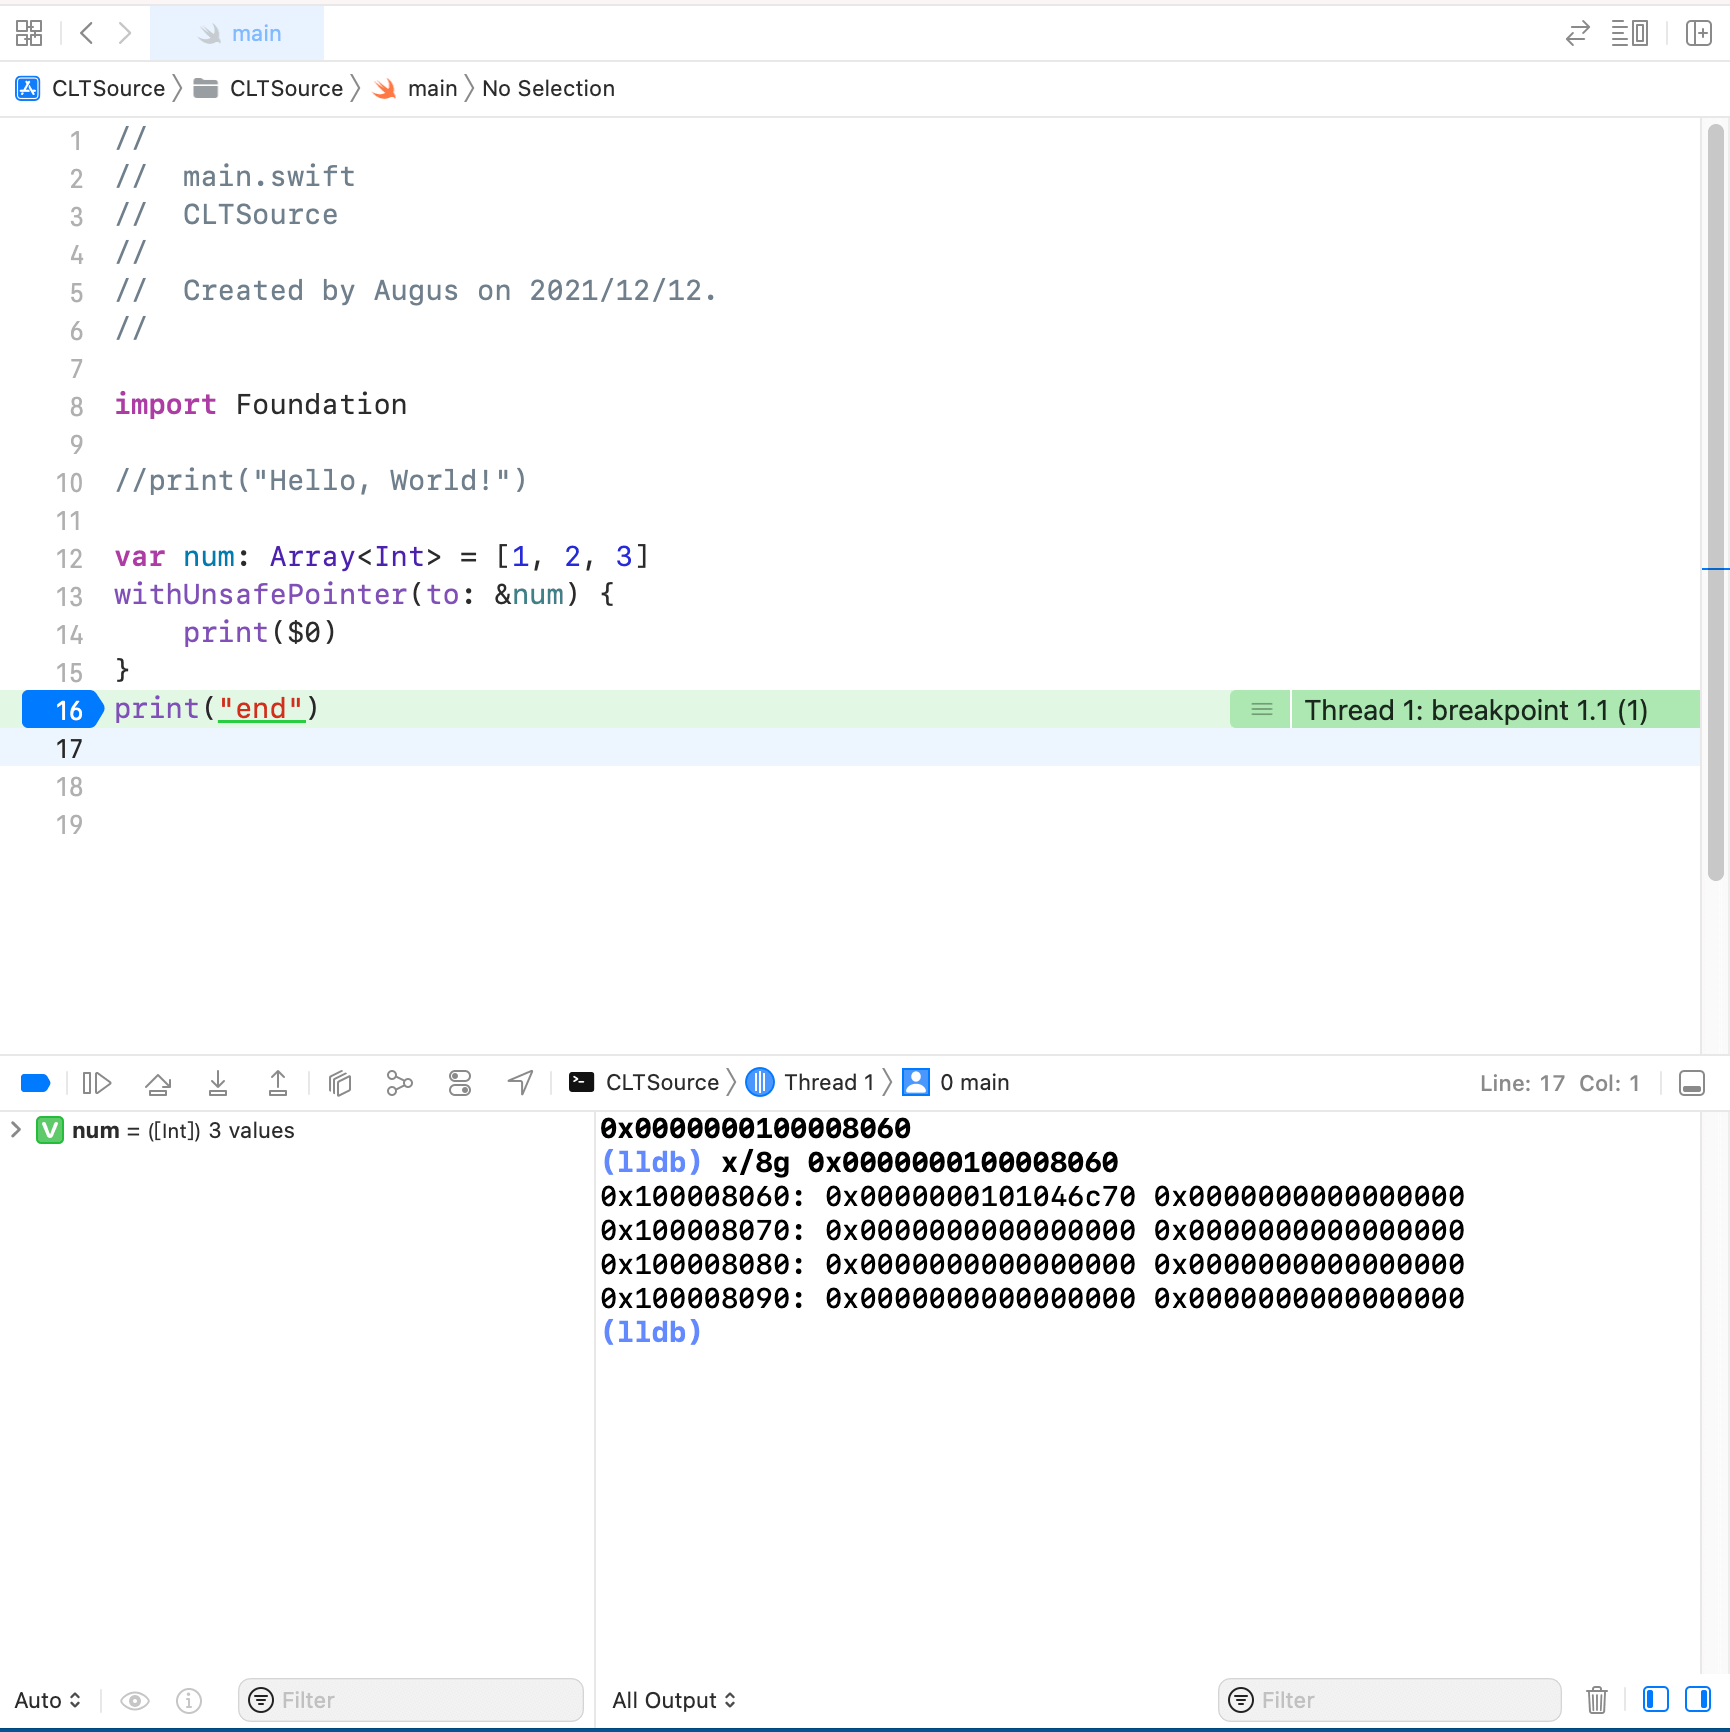 main
CLTSource CLTSource main No Selection
1 //
2 //  main.swift
3 //  CLTSource
4 //
5 //  Created by Augus on 2021/12/12.
6 //
7
8 import Foundation
9
10 //print("Hello, World!")
11
12 var num: Array<Int> = [1, 2, 3]
13 withUnsafePointer(to: &num) {
14     print($0)
15 }
16 print("end") Thread 1: breakpoint 1.1 (1)
17
18
19
CLTSource Thread 1 0 main Line: 17 Col: 1
V num = ([Int]) 3 values
0x0000000100008060
(lldb) x/8g 0x0000000100008060
0x100008060: 0x0000000101046c70 0x0000000000000000
0x100008070: 0x0000000000000000 0x0000000000000000
0x100008080: 0x0000000000000000 0x0000000000000000
0x100008090: 0x0000000000000000 0x0000000000000000
(lldb)
Auto Filter All Output Filter